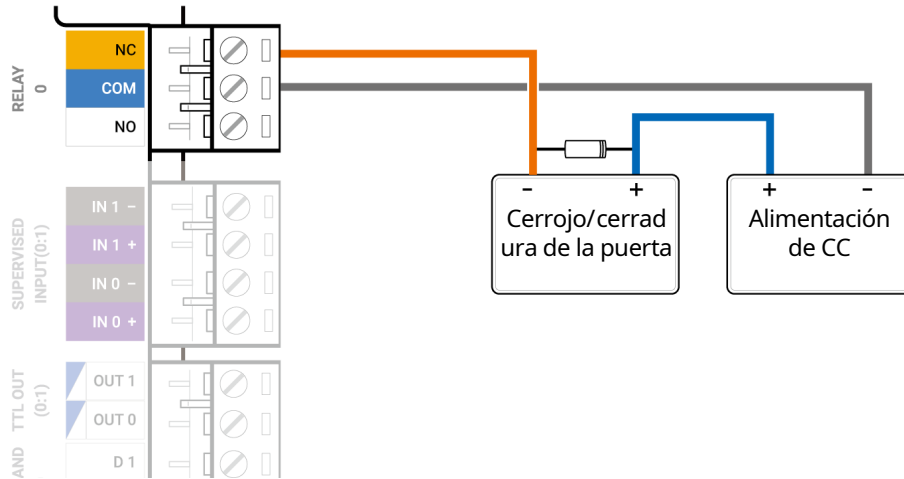 RELAY
0
NC
COM
NO
SUPERVISED
INPUT(0:1)
IN 1 −
IN 1 +
IN 0 −
IN 0 +
TTL OUT
(0:1)
OUT 1
OUT 0
AND
D 1
− +
Cerrojo/cerrad
ura de la puerta
+ −
Alimentación
de CC